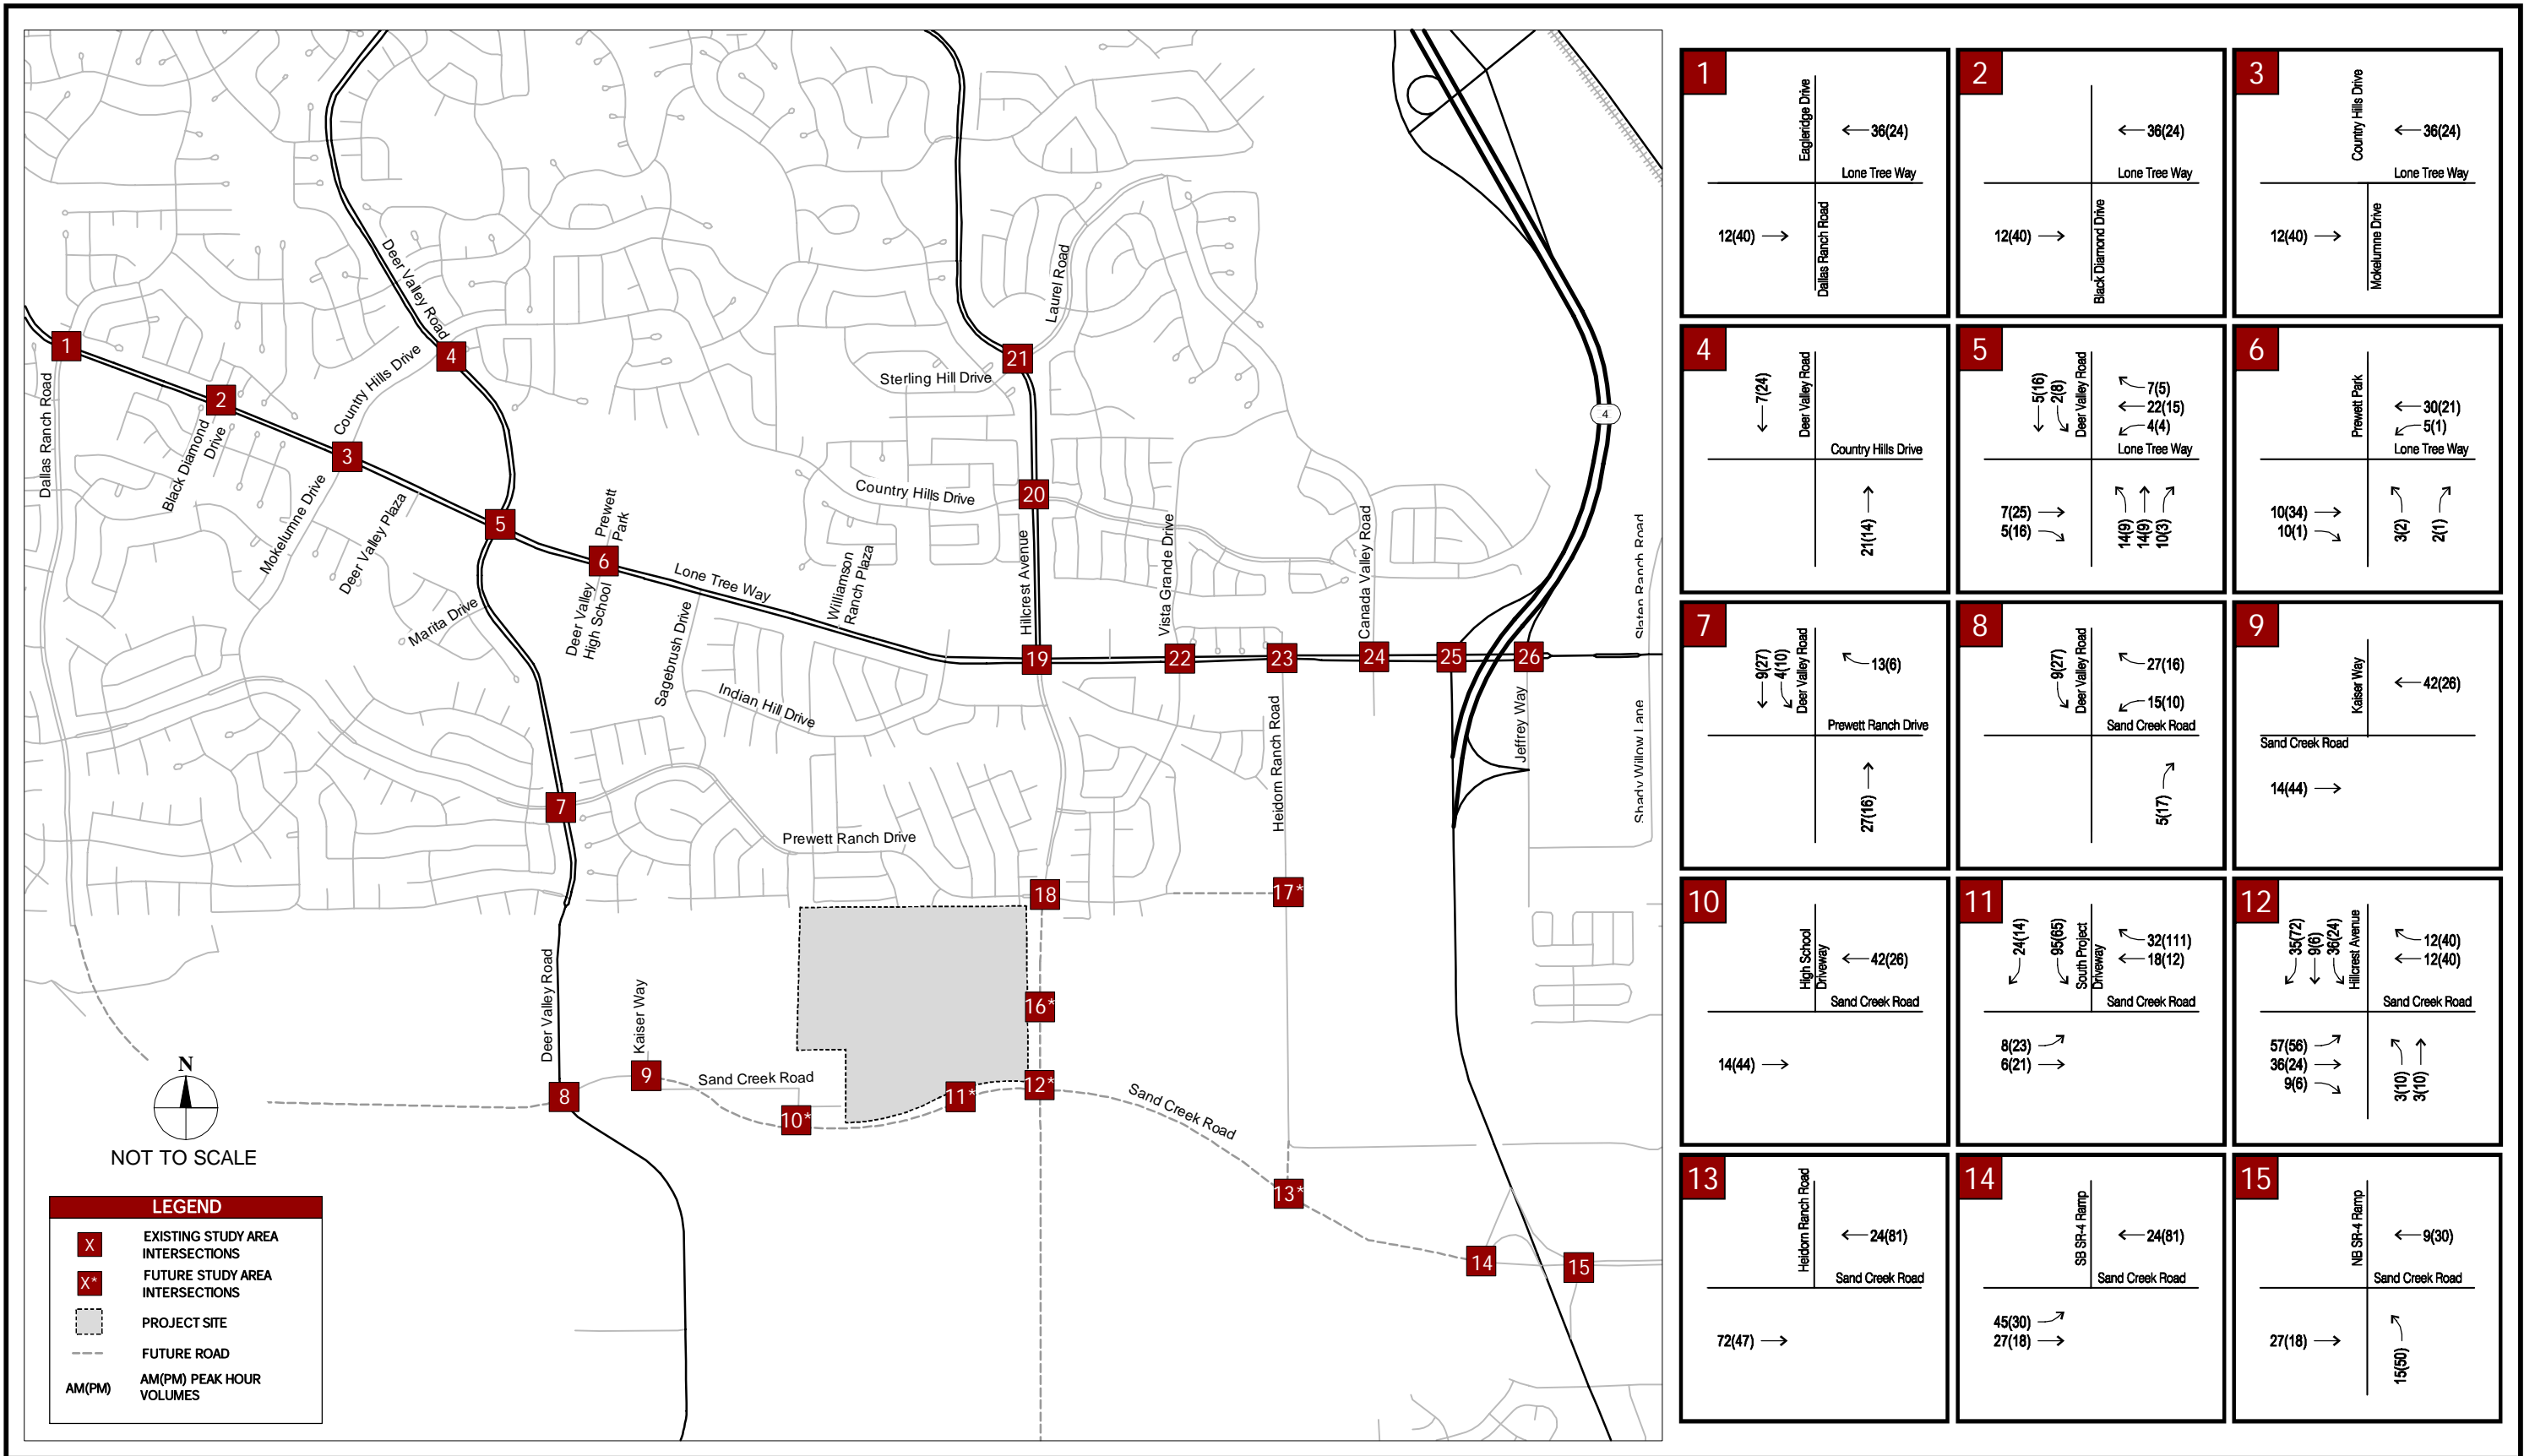 Deer Valley Road
Laurel Road
Sterling Hill Drive
Country Hills Drive
Dallas Ranch Road
Black Diamond
Drive
Mokelumne Drive
Deer Valley Plaza
Marita Drive
Prewett
Park
Deer Valley
High School
Lone Tree Way
Sagebrush Drive
Indian Hill Drive
Williamson
Ranch Plaza
Country Hills Drive
Hillcrest Avenue
Vista Grande Drive
Canada Valley Road
Heidorn Ranch Road
Jeffrey Way
Slaten Ranch Road
Shady Willow Lane
Prewett Ranch Drive
Deer Valley Road
Kaiser Way
Sand Creek Road
Sand Creek Road
4
1
2
3
4
5
6
7
8
9
10*
11*
12*
13*
14
15
16*
17*
18
19
20
21
22
23
24
25
26
N
NOT TO SCALE
LEGEND
X
EXISTING STUDY AREA
INTERSECTIONS
X*
FUTURE STUDY AREA
INTERSECTIONS
PROJECT SITE
FUTURE ROAD
AM(PM)
AM(PM) PEAK HOUR
VOLUMES
1
Eagleridge Drive
36(24)
Lone Tree Way
12(40)
Dallas Ranch Road
2
36(24)
Lone Tree Way
12(40)
Black Diamond Drive
3
Country Hills Drive
36(24)
Lone Tree Way
12(40)
Mokelumne Drive
4
7(24)
Deer Valley Road
Country Hills Drive
21(14)
5
5(16)
2(8)
Deer Valley Road
7(5)
22(15)
4(4)
Lone Tree Way
7(25)
5(16)
14(9)
14(9)
10(3)
6
Prewett Park
30(21)
5(1)
Lone Tree Way
10(34)
10(1)
3(2)
2(1)
7
9(27)
4(10)
Deer Valley Road
13(6)
Prewett Ranch Drive
27(16)
8
9(27)
Deer Valley Road
27(16)
15(10)
Sand Creek Road
5(17)
9
Kaiser Way
42(26)
Sand Creek Road
14(44)
10
High School
Driveway
42(26)
Sand Creek Road
14(44)
11
24(14)
95(65)
South Project
Driveway
32(111)
18(12)
Sand Creek Road
8(23)
6(21)
12
35(72)
9(6)
36(24)
Hillcrest Avenue
12(40)
12(40)
Sand Creek Road
57(56)
36(24)
9(6)
3(10)
3(10)
13
Heidorn Ranch Road
24(81)
Sand Creek Road
72(47)
14
SB SR-4 Ramp
24(81)
Sand Creek Road
45(30)
27(18)
15
NB SR-4 Ramp
9(30)
Sand Creek Road
27(18)
15(50)